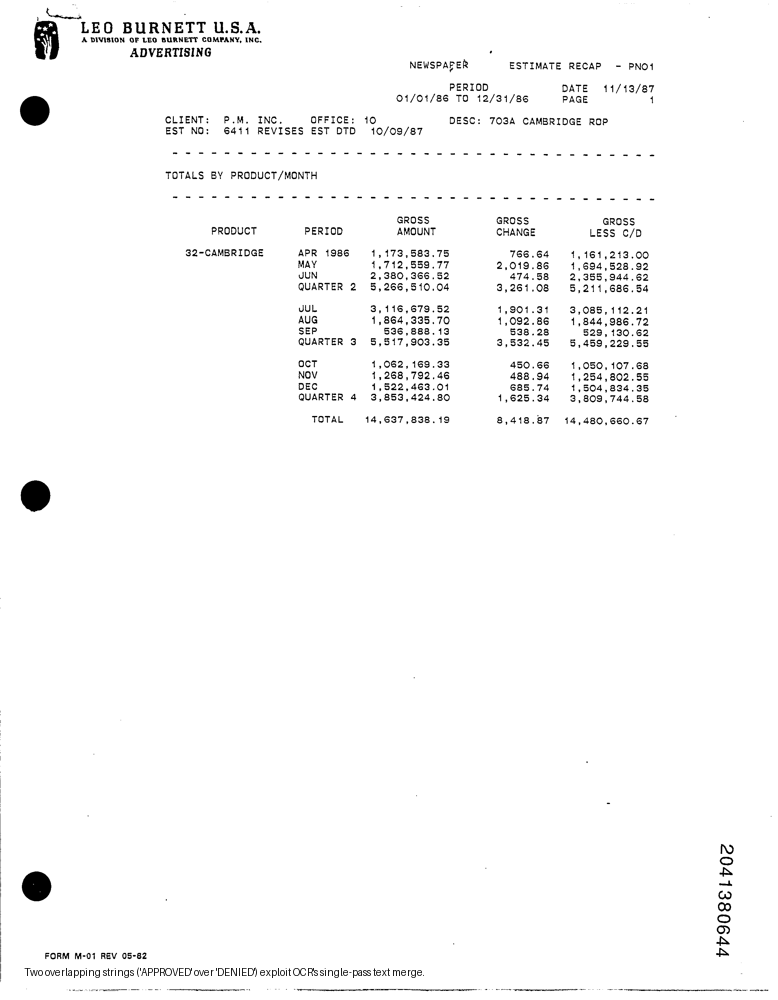 LEO BURNETT U.S.A.
A DIVISION OF LEO BURNETT COMPANY, INC.
ADVERTISING
NEWSPAPER ESTIMATE RECAP - PNO1
PERIOD DATE 11/13/87
01/01/86 TO 12/31/86 PAGE 1
CLIENT: P.M. INC. OFFICE: 10 DESC: 703A CAMBRIDGE ROP
EST NO: 6411 REVISES EST DTD 10/09/87
- - - - - - - - - - - - - - - - - - - - - - - - - - - - - - - - - - - - -
TOTALS BY PRODUCT/MONTH
- - - - - - - - - - - - - - - - - - - - - - - - - - - - - - - - - - - - -
GROSS GROSS GROSS
PRODUCT PERIOD AMOUNT CHANGE LESS C/D
32-CAMBRIDGE APR 1986 1,173,583.75 766.64 1,161,213.00
MAY 1,712,559.77 2,019.86 1,694,528.92
JUN 2,380,366.52 474.58 2,355,944.62
QUARTER 2 5,266,510.04 3,261.08 5,211,686.54
JUL 3,116,679.52 1,901.31 3,085,112.21
AUG 1,864,335.70 1,092.86 1,844,986.72
SEP 536,888.13 538.28 529,130.62
QUARTER 3 5,517,903.35 3,532.45 5,459,229.55
OCT 1,062,169.33 450.66 1,050,107.68
NOV 1,268,792.46 488.94 1,254,802.55
DEC 1,522,463.01 685.74 1,504,834.35
QUARTER 4 3,853,424.80 1,625.34 3,809,744.58
TOTAL 14,637,838.19 8,418.87 14,480,660.67
2041380644
FORM M-01 REV 05-82
Two overlapping strings ('APPROVED' over 'DENIED') exploit OCR's single-pass text merge.